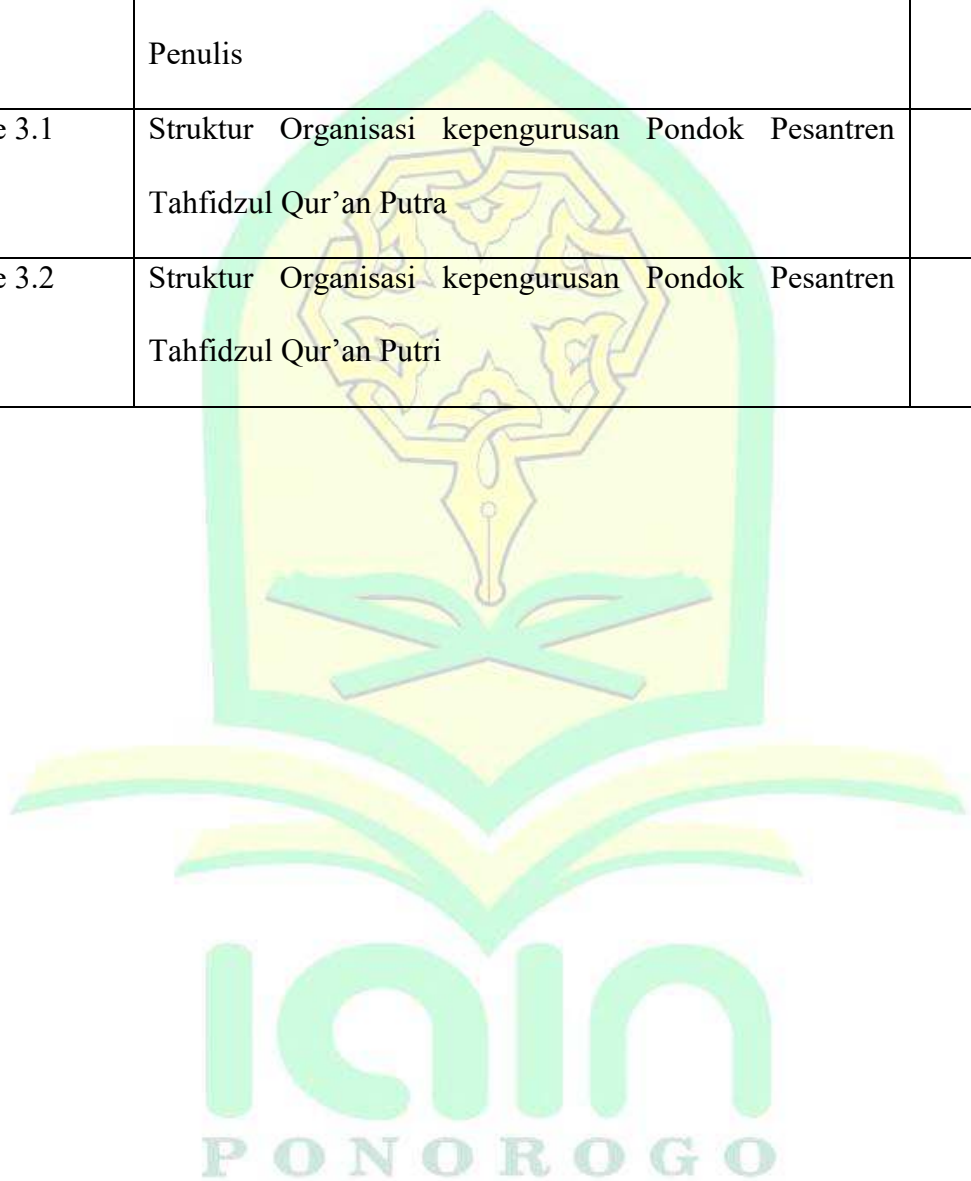 Penulis
e 3.1 Struktur Organisasi kepengurusan Pondok Pesantren
Tahfidzul Qur’an Putra
e 3.2 Struktur Organisasi kepengurusan Pondok Pesantren
Tahfidzul Qur’an Putri
iain
PONOROGO